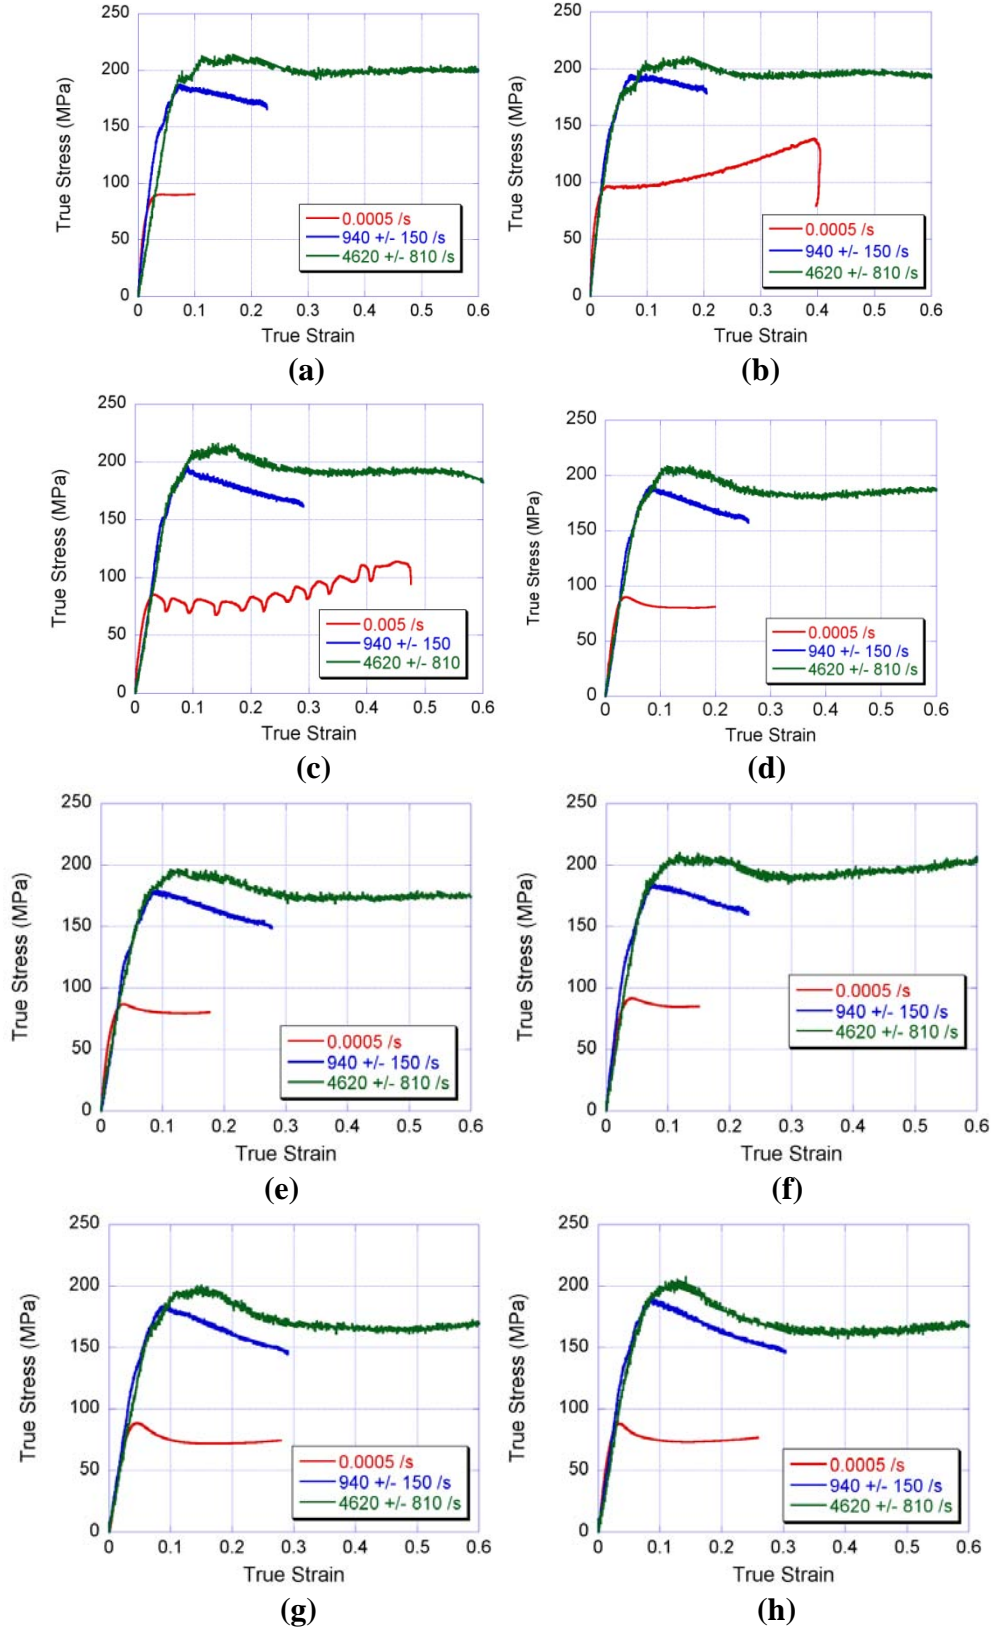 250
200
150
100
50
0
True Stress (MPa)
0.0005 /s
940 +/- 150 /s
4620 +/- 810 /s
0 0.1 0.2 0.3 0.4 0.5 0.6
True Strain
(a)
250
200
150
100
50
0
True Stress (MPa)
0.0005 /s
940 +/- 150 /s
4620 +/- 810 /s
0 0.1 0.2 0.3 0.4 0.5 0.6
True Strain
(b)
250
200
150
100
50
0
True Stress (MPa)
0.005 /s
940 +/- 150
4620 +/- 810
0 0.1 0.2 0.3 0.4 0.5 0.6
True Strain
(c)
250
200
150
100
50
0
True Stress (MPa)
0.0005 /s
940 +/- 150 /s
4620 +/- 810 /s
0 0.1 0.2 0.3 0.4 0.5 0.6
True Strain
(d)
250
200
150
100
50
0
True Stress (MPa)
0.0005 /s
940 +/- 150 /s
4620 +/- 810 /s
0 0.1 0.2 0.3 0.4 0.5 0.6
True Strain
(e)
250
200
150
100
50
0
True Stress (MPa)
0.0005 /s
940 +/- 150 /s
4620 +/- 810 /s
0 0.1 0.2 0.3 0.4 0.5 0.6
True Strain
(f)
250
200
150
100
50
0
True Stress (MPa)
0.0005 /s
940 +/- 150 /s
4620 +/- 810 /s
0 0.1 0.2 0.3 0.4 0.5 0.6
True Strain
(g)
250
200
150
100
50
0
True Stress (MPa)
0.0005 /s
940 +/- 150 /s
4620 +/- 810 /s
0 0.1 0.2 0.3 0.4 0.5 0.6
True Strain
(h)